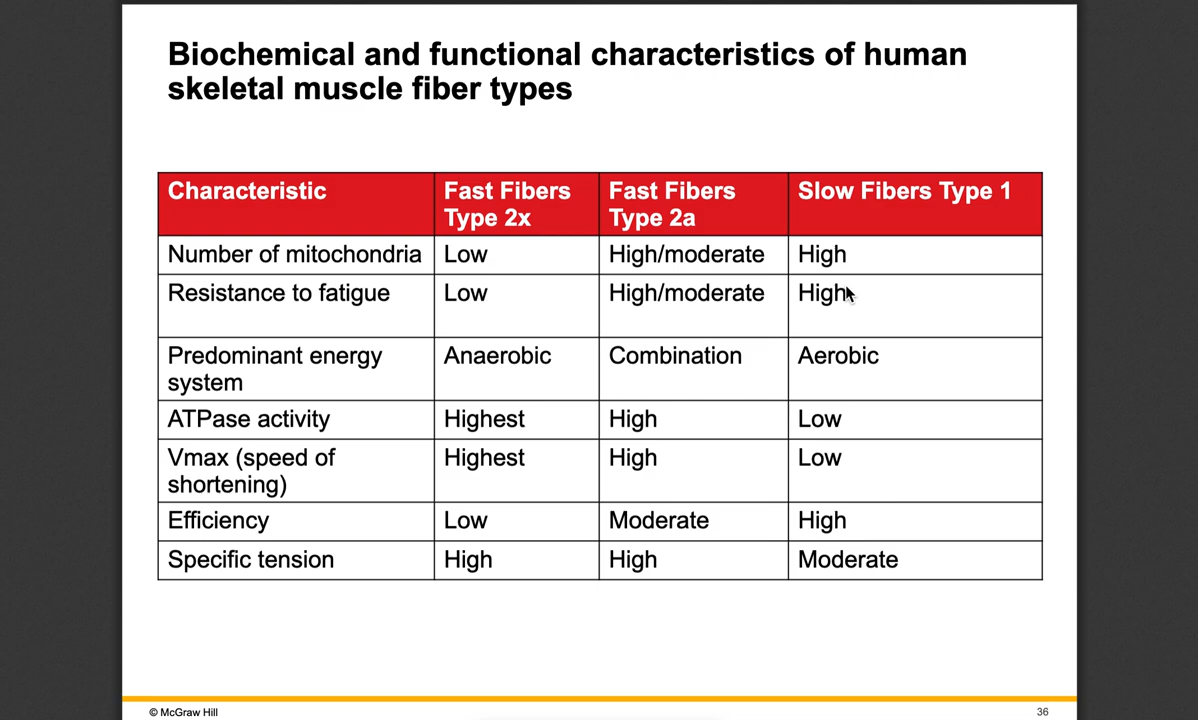 Biochemical and functional characteristics of human
skeletal muscle fiber types
Characteristic Fast Fibers Type 2x Fast Fibers Type 2a Slow Fibers Type 1
Number of mitochondria Low High/moderate High
Resistance to fatigue Low High/moderate High
Predominant energy system Anaerobic Combination Aerobic
ATPase activity Highest High Low
Vmax (speed of shortening) Highest High Low
Efficiency Low Moderate High
Specific tension High High Moderate
© McGraw Hill 36